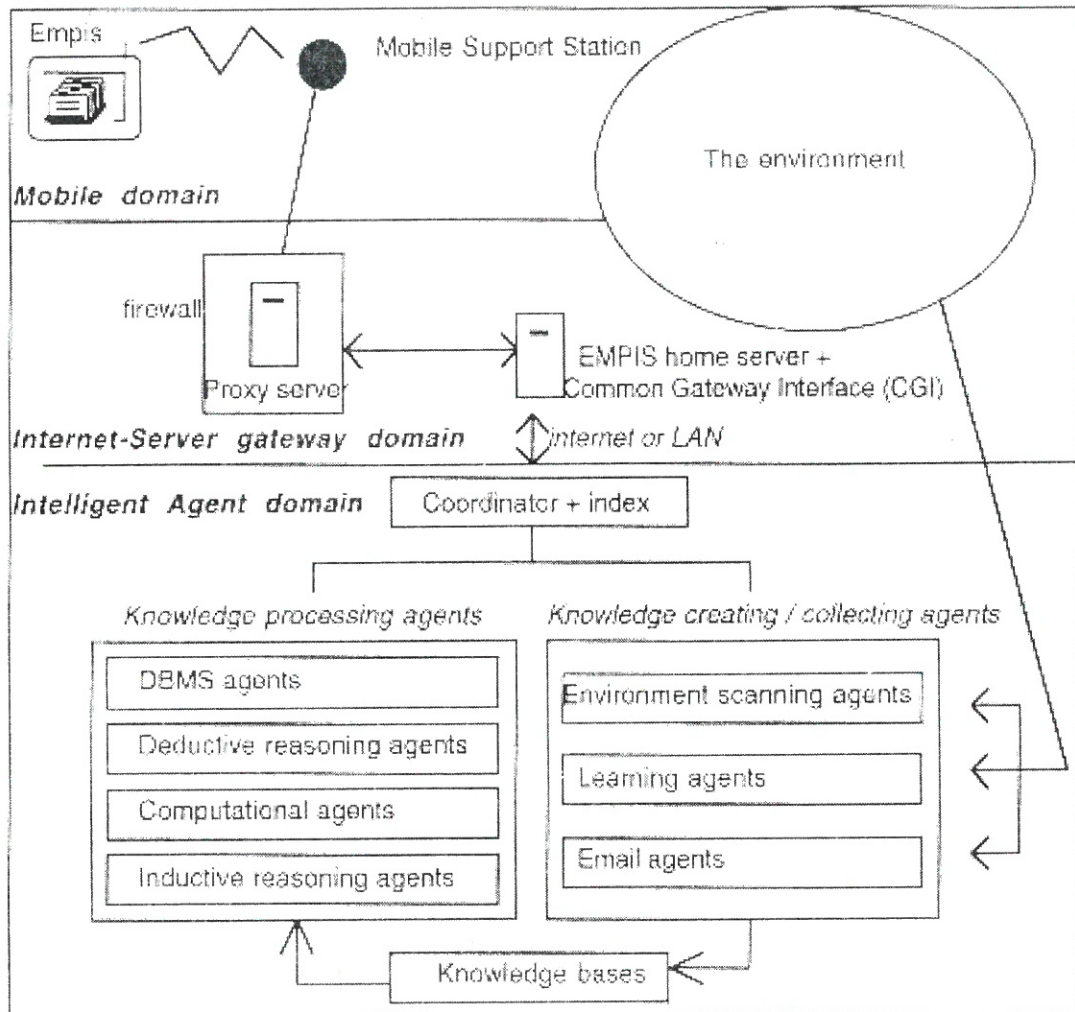 Empis
Mobile Support Station
The environment
Mobile domain
firewall
Proxy server
EMPIS home server +
Common Gateway Interface (CGI)
Internet-Server gateway domain
internet or LAN
Intelligent Agent domain
Coordinator + index
Knowledge processing agents
DBMS agents
Deductive reasoning agents
Computational agents
Inductive reasoning agents
Knowledge creating / collecting agents
Environment scanning agents
Learning agents
Email agents
Knowledge bases